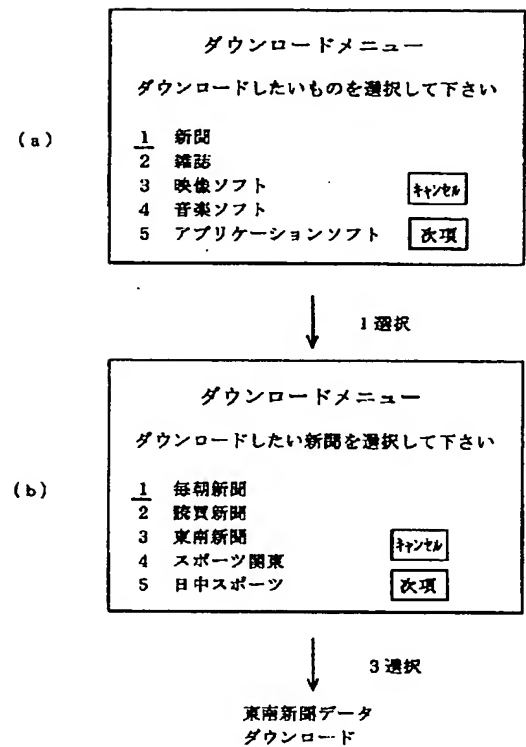 ダウンロードメニュー
ダウンロードしたいものを選択して下さい
(a)
1 新聞
2 雑誌
3 映像ソフト
キャンセル
4 音楽ソフト
5 アプリケーションソフト
次項
1選択
ダウンロードメニュー
ダウンロードしたい新聞を選択して下さい
(b)
1 毎朝新聞
2 読買新聞
3 東南新聞
キャンセル
4 スポーツ関東
5 日中スポーツ
次項
3選択
東南新聞データ
ダウンロード